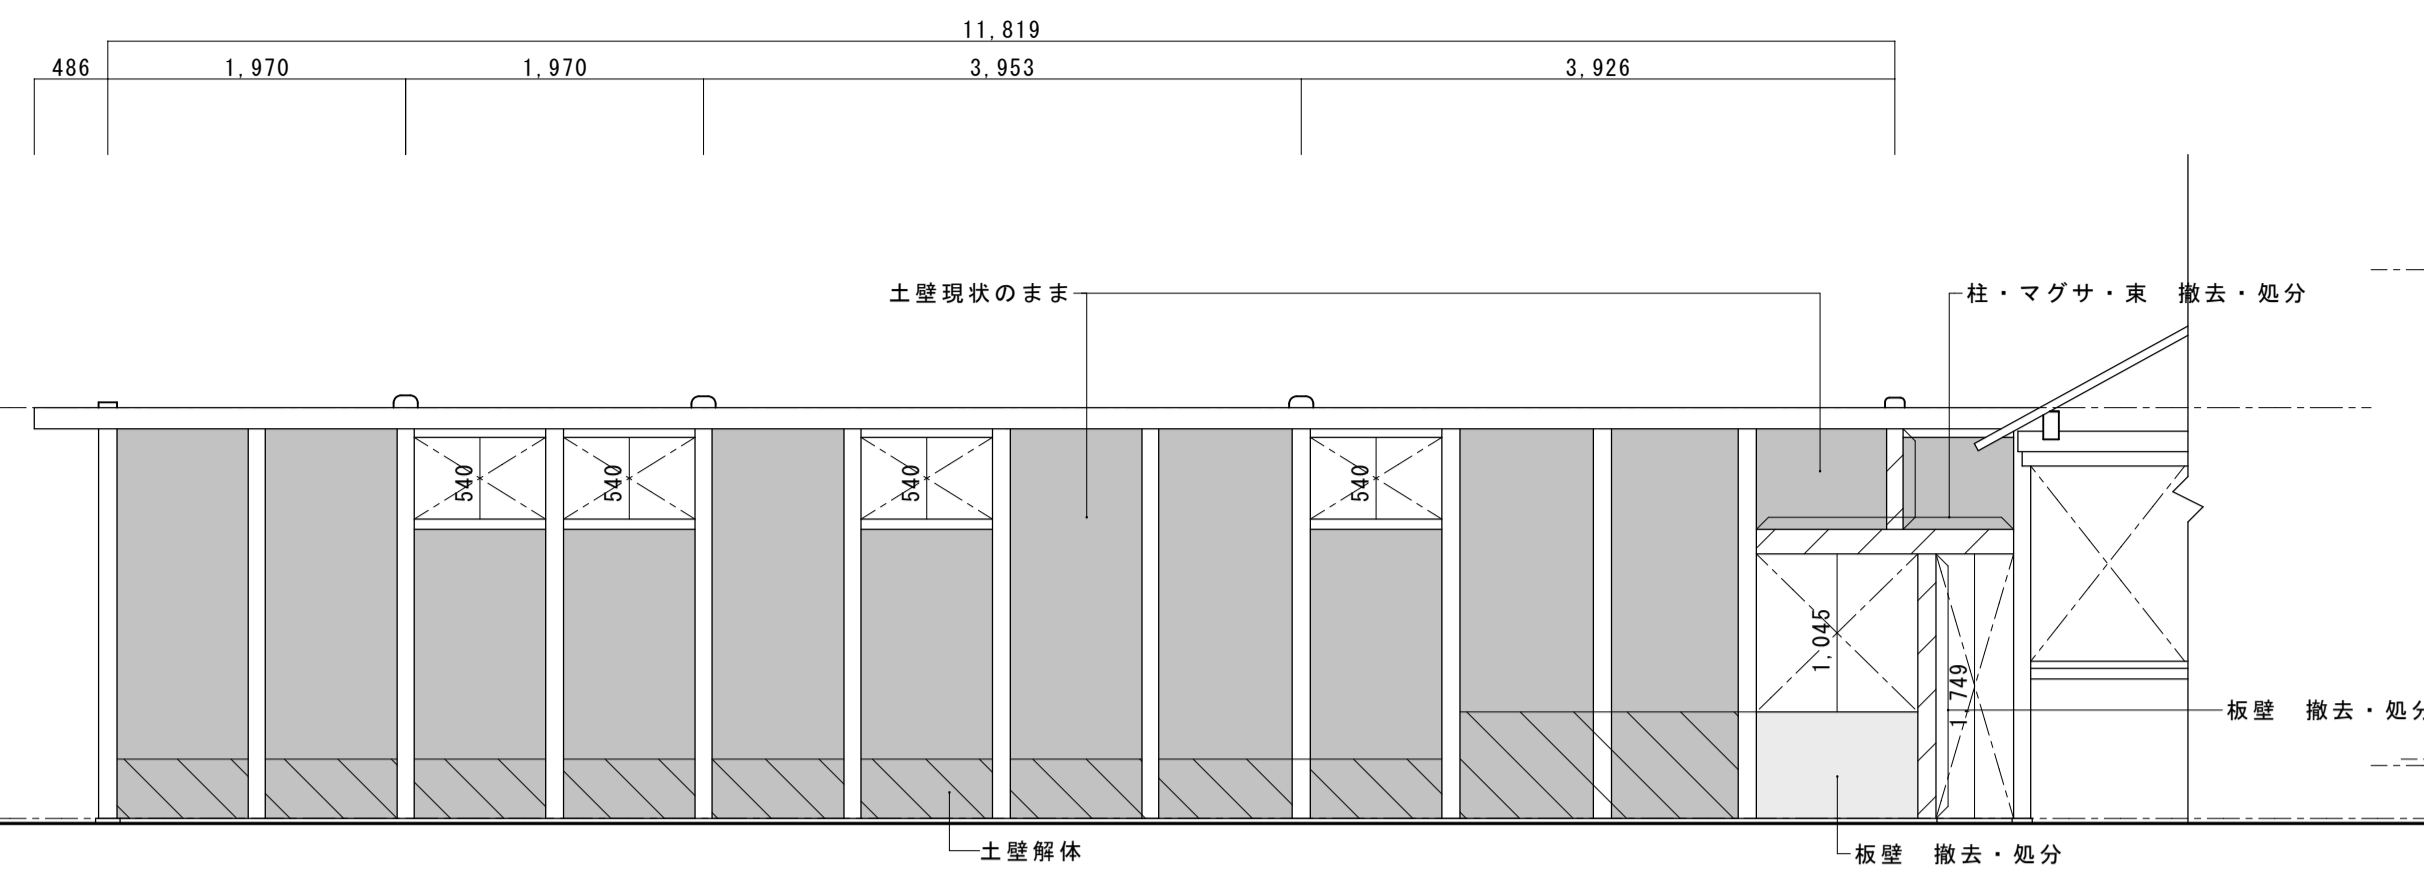 11,819
486
1,970
1,970
3,953
3,926
土壁現状のまま
柱・マグサ・束　撤去・処分
540
540
540
540
1,045
1,749
板壁　撤去・処分
土壁解体
板壁　撤去・処分